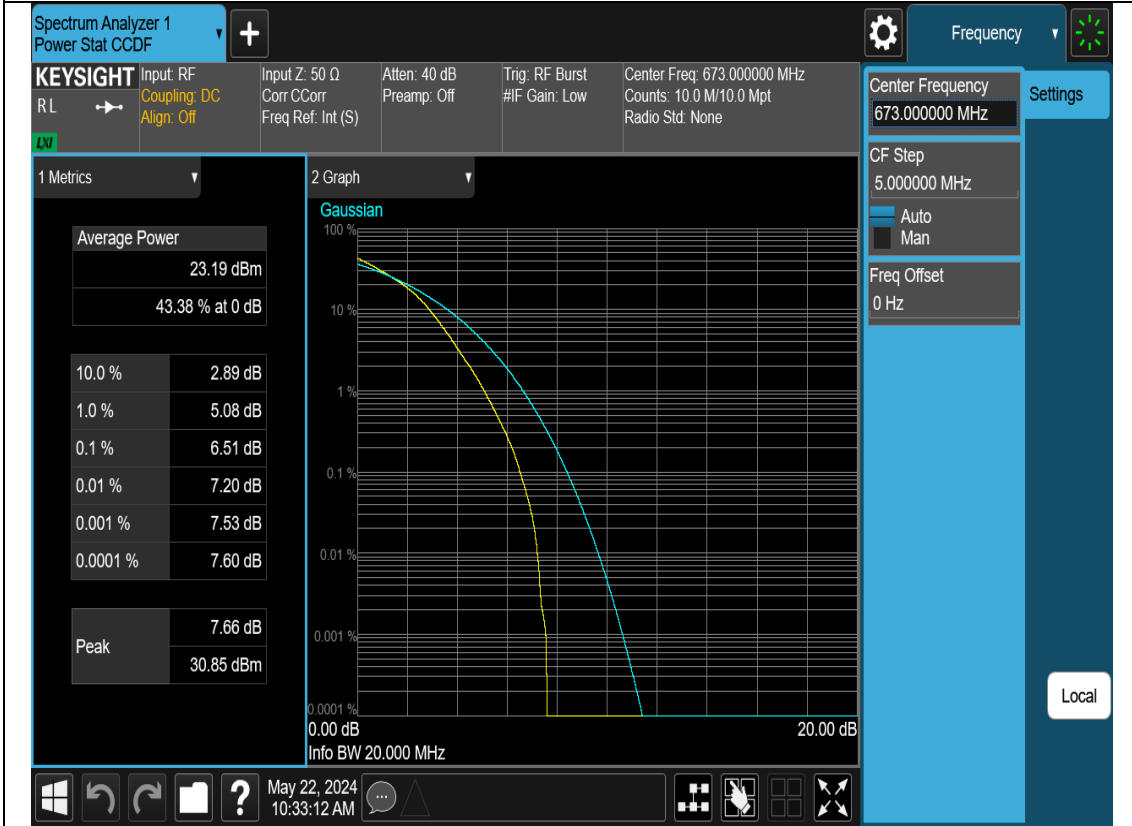 Spectrum Analyzer 1
Power Stat CCDF
+
Frequency
KEYSIGHT
RL
LXI
Input: RF
Coupling: DC
Align: Off
Input Z: 50 Ω
Corr CCorr
Freq Ref: Int (S)
Atten: 40 dB
Preamp: Off
Trig: RF Burst
#IF Gain: Low
Center Freq: 673.000000 MHz
Counts: 10.0 M/10.0 Mpt
Radio Std: None
Center Frequency
673.000000 MHz
Settings
CF Step
5.000000 MHz
Auto
Man
Freq Offset
0 Hz
Local
1 Metrics
Average Power
23.19 dBm
43.38 % at 0 dB
10.0 % 2.89 dB
1.0 % 5.08 dB
0.1 % 6.51 dB
0.01 % 7.20 dB
0.001 % 7.53 dB
0.0001 % 7.60 dB
Peak
7.66 dB
30.85 dBm
2 Graph
Gaussian
100 %
10 %
1 %
0.1 %
0.01 %
0.001 %
0.0001 %
0.00 dB 20.00 dB
Info BW 20.000 MHz
?
May 22, 2024
10:33:12 AM